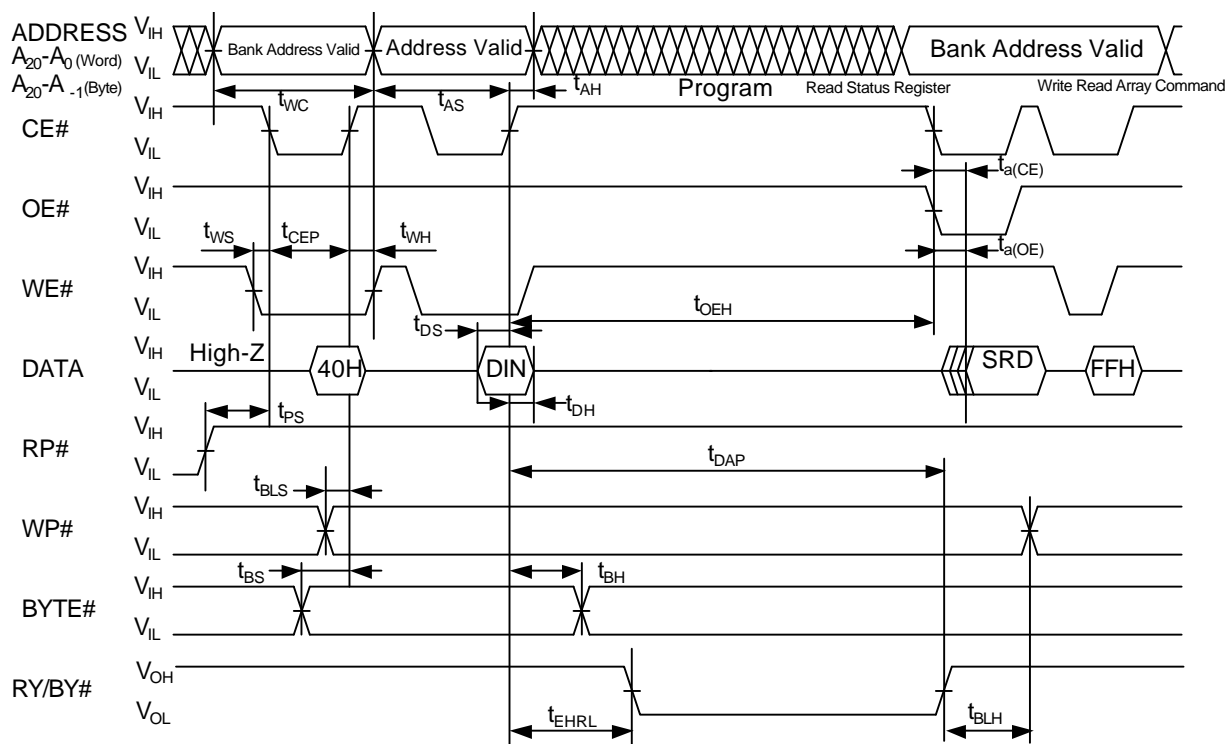 ADDRESS VIH
Bank Address Valid Address Valid Bank Address Valid
A20-A0 (Word) VIL
A20-A-1(Byte)
tWC tAS tAH Program Read Status Register Write Read Array Command
CE# VIH
VIL
ta(CE)
OE# VIH
VIL
tWS tCEP tWH ta(OE)
WE# VIH
VIL
tOEH
tDS
DATA VIH High-Z 40H DIN SRD FFH
VIL
tDH
tPS
RP# VIH
VIL
tDAP
tBLS
WP# VIH
VIL
tBS tBH
BYTE# VIH
VIL
RY/BY# VOH
VOL
tEHRL tBLH